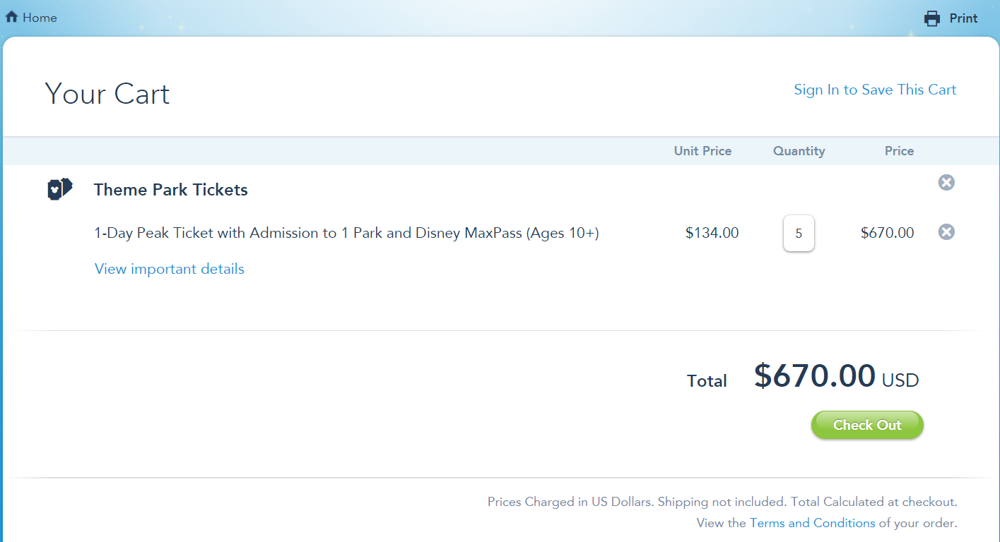 Home
Print
Your Cart
Sign In to Save This Cart
Unit Price Quantity Price
Theme Park Tickets
1-Day Peak Ticket with Admission to 1 Park and Disney MaxPass (Ages 10+) $134.00 5 $670.00
View important details
Total $670.00 USD
Check Out
Prices Charged in US Dollars. Shipping not included. Total Calculated at checkout.
View the Terms and Conditions of your order.